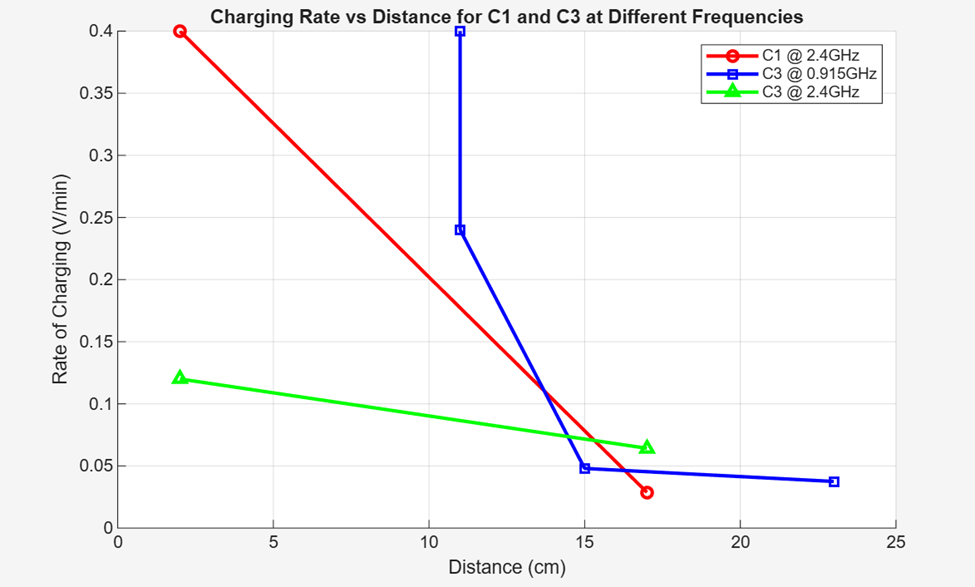 Charging Rate vs Distance for C1 and C3 at Different Frequencies
C1 @ 2.4GHz
C3 @ 0.915GHz
C3 @ 2.4GHz
Rate of Charging (V/min)
0.4
0.35
0.3
0.25
0.2
0.15
0.1
0.05
0
0 5 10 15 20 25
Distance (cm)